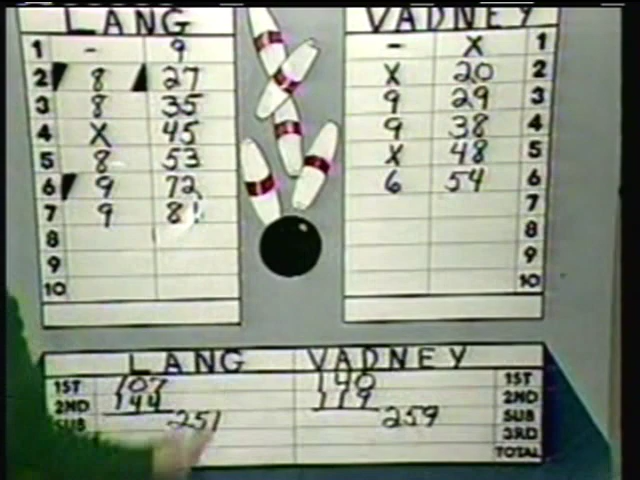 LANG VADNEY
1 - 9 - X 1
2 8 27 X 20 2
3 8 35 9 29 3
4 X 45 9 38 4
5 8 53 X 48 5
6 9 72 6 54 6
7 9 81 7
8 8
9 9
10 10
LANG VADNEY
1ST 107 140 1ST
2ND 144 119 2ND
SUB 251 259 SUB
3RD
TOTAL